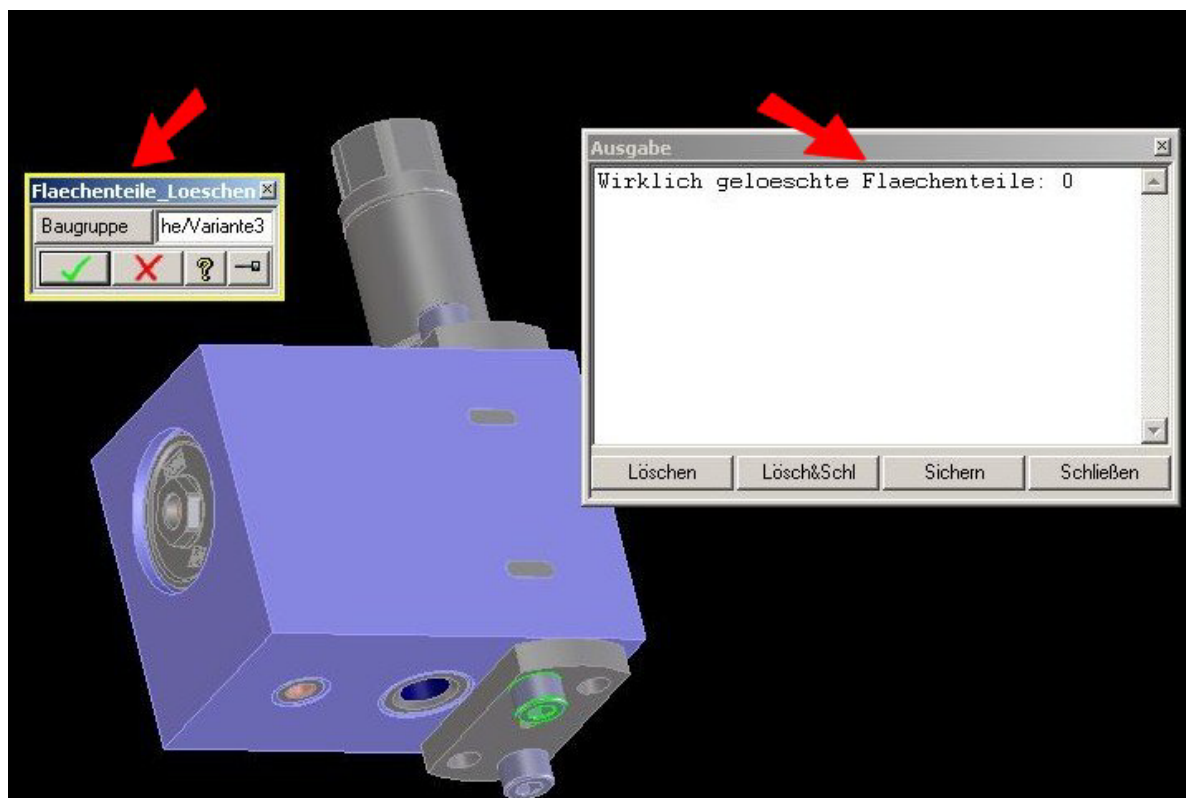 Flaechenteile_Loeschen
Baugruppe he/Variante3
Ausgabe
Wirklich geloeschte Flaechenteile: 0
Löschen Lösch&Schl Sichern Schließen